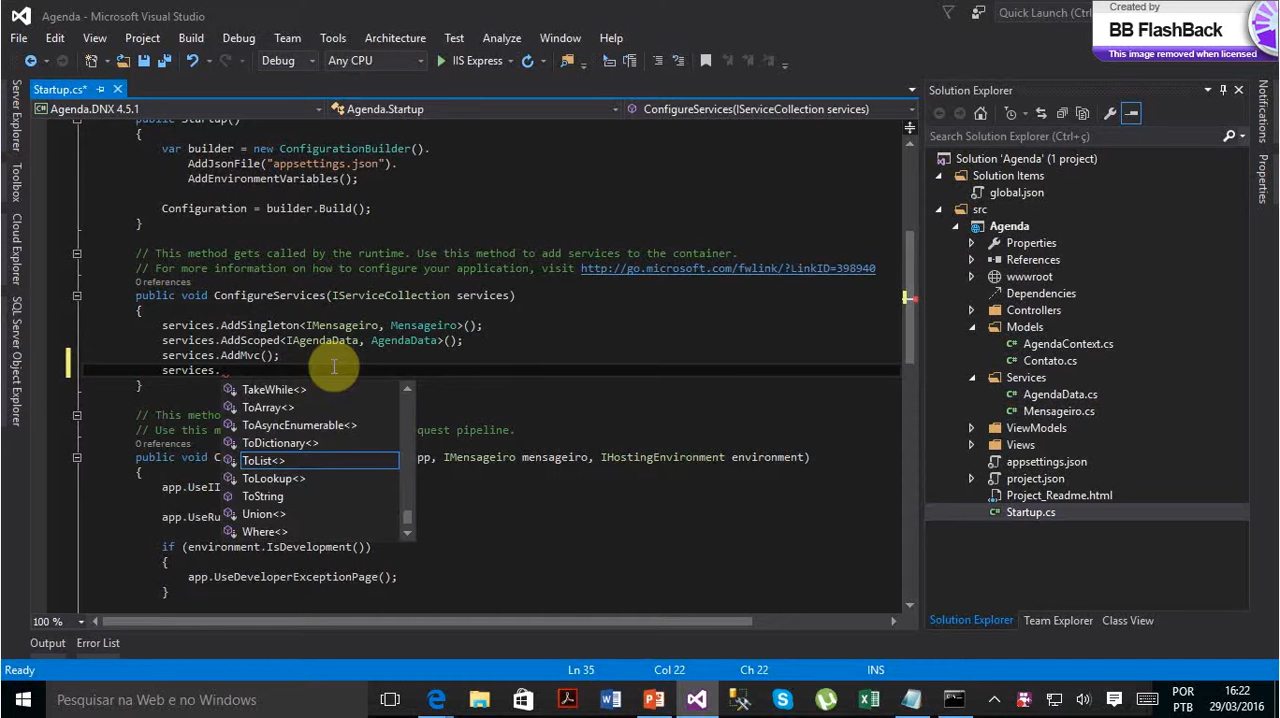 Agenda - Microsoft Visual Studio
Quick Launch (Ctrl
Created by
BB FlashBack
This image removed when licensed
File Edit View Project Build Debug Team Tools Architecture Test Analyze Window Help
Debug Any CPU IIS Express
Startup.cs*
Agenda.DNX 4.5.1 Agenda.Startup ConfigureServices(IServiceCollection services)
Server Explorer
Toolbox
Cloud Explorer
SQL Server Object Explorer
public Startup()
{
var builder = new ConfigurationBuilder().
AddJsonFile("appsettings.json").
AddEnvironmentVariables();
Configuration = builder.Build();
}
// This method gets called by the runtime. Use this method to add services to the container.
// For more information on how to configure your application, visit http://go.microsoft.com/fwlink/?LinkID=398940
0 references
public void ConfigureServices(IServiceCollection services)
{
services.AddSingleton<IMensageiro, Mensageiro>();
services.AddScoped<IAgendaData, AgendaData>();
services.AddMvc();
services.
}
TakeWhile<>
ToArray<>
ToAsyncEnumerable<>
ToDictionary<>
ToList<>
ToLookup<>
ToString
Union<>
Where<>
// This metho
// Use this m quest pipeline.
0 references
public void C pp, IMensageiro mensageiro, IHostingEnvironment environment)
{
app.UseII
app.UseRu
if (environment.IsDevelopment())
{
app.UseDeveloperExceptionPage();
}
100 %
Solution Explorer
Search Solution Explorer (Ctrl+ç)
Solution 'Agenda' (1 project)
Solution Items
global.json
src
Agenda
Properties
References
wwwroot
Dependencies
Controllers
Models
AgendaContext.cs
Contato.cs
Services
AgendaData.cs
Mensageiro.cs
ViewModels
Views
appsettings.json
project.json
Project_Readme.html
Startup.cs
Solution Explorer Team Explorer Class View
Notifications
Properties
Output Error List
Ready Ln 35 Col 22 Ch 22 INS
Pesquisar na Web e no Windows
POR
PTB
16:22
29/03/2016